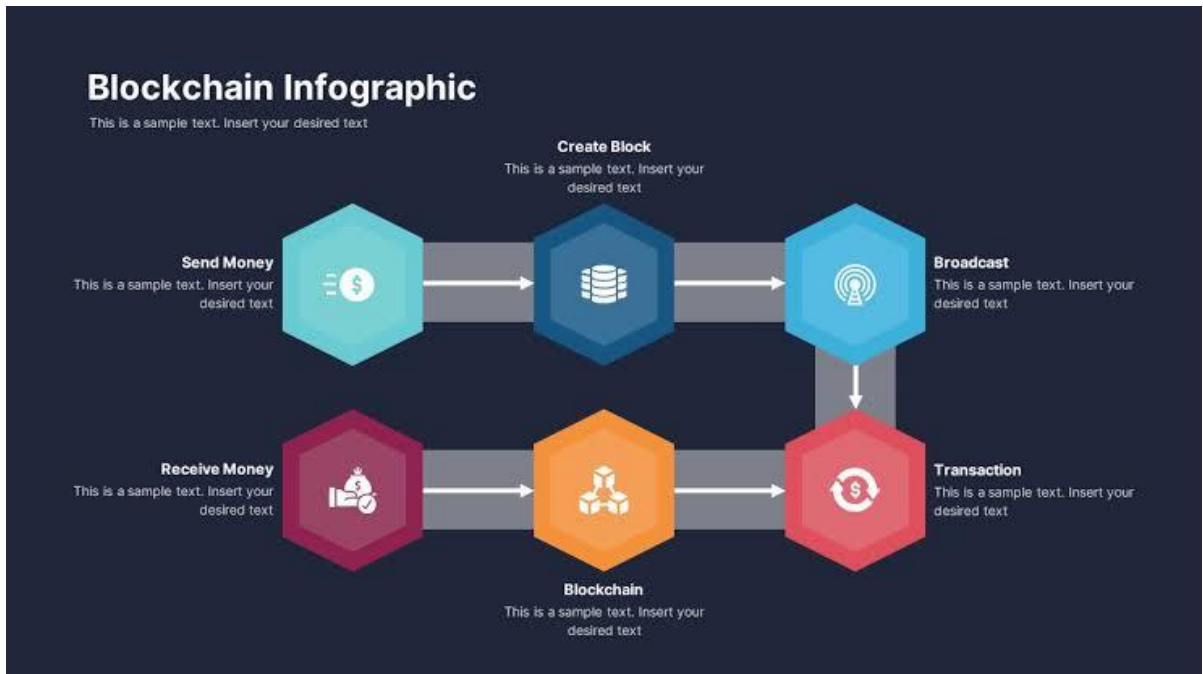 Blockchain Infographic
This is a sample text. Insert your desired text
Create Block
This is a sample text. Insert your
desired text
Send Money
This is a sample text. Insert your
desired text
$
Broadcast
This is a sample text. Insert your
desired text
Receive Money
This is a sample text. Insert your
desired text
$
$
Transaction
This is a sample text. Insert your
desired text
Blockchain
This is a sample text. Insert your
desired text